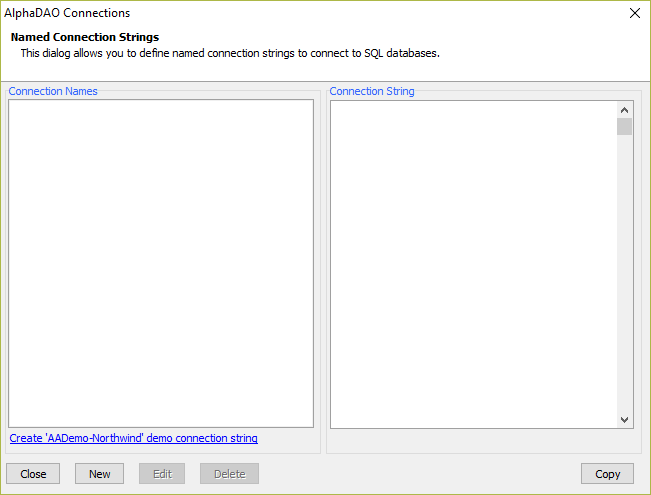 AlphaDAO Connections
Named Connection Strings
This dialog allows you to define named connection strings to connect to SQL databases.
Connection Names
Connection String
Create 'AADemo-Northwind' demo connection string
Close
New
Edit
Delete
Copy